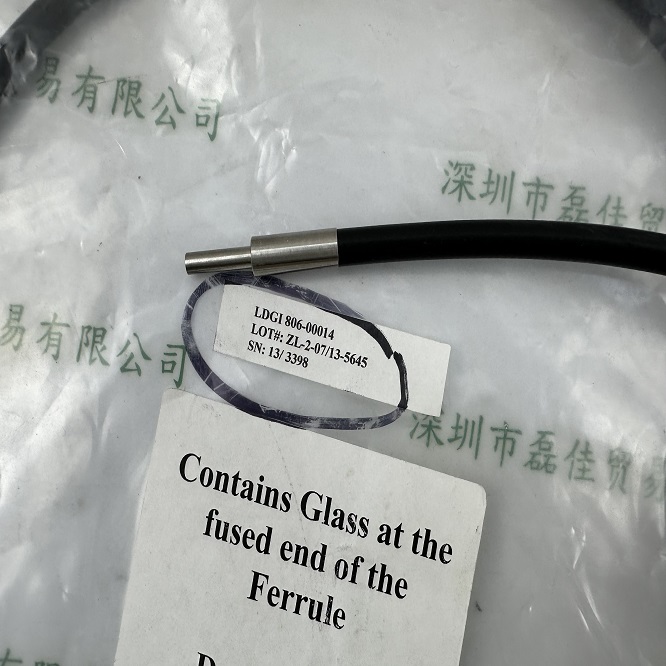 易有限公司
深圳市磊佳贸
LDGI 806-00014
LOT#: ZL-2-07/13-5645
SN: 13/ 3398
易有限公司
深圳市磊佳贸易
Contains Glass at the
fused end of the
Ferrule